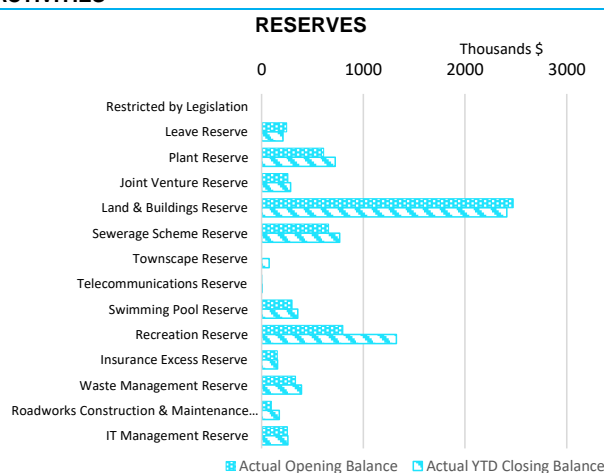 RESERVES
Thousands $
0 1000 2000 3000
Restricted by Legislation
Leave Reserve
Plant Reserve
Joint Venture Reserve
Land & Buildings Reserve
Sewerage Scheme Reserve
Townscape Reserve
Telecommunications Reserve
Swimming Pool Reserve
Recreation Reserve
Insurance Excess Reserve
Waste Management Reserve
Roadworks Construction & Maintenance...
IT Management Reserve
Actual Opening Balance Actual YTD Closing Balance